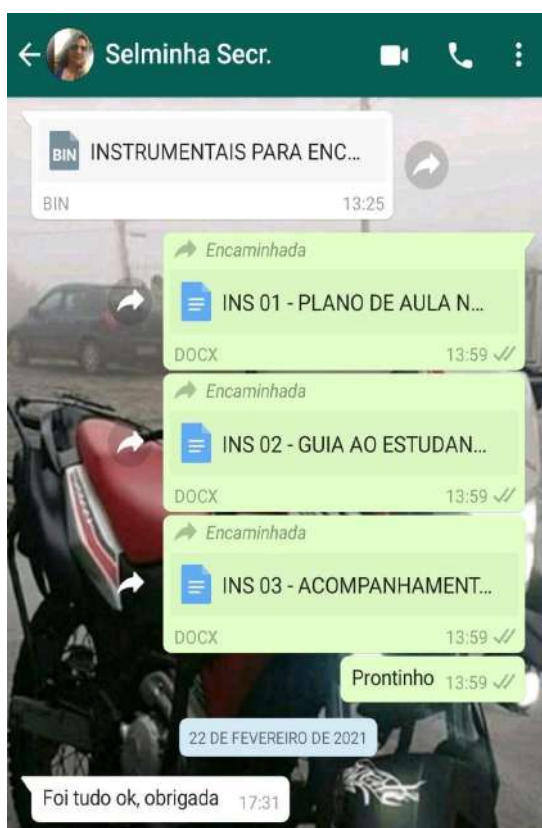 Selminha Secr.
BIN INSTRUMENTAIS PARA ENC...
BIN 13:25
Encaminhada
INS 01 - PLANO DE AULA N...
DOCX 13:59
Encaminhada
INS 02 - GUIA AO ESTUDAN...
DOCX 13:59
Encaminhada
INS 03 - ACOMPANHAMENT...
DOCX 13:59
Prontinho 13:59
22 DE FEVEREIRO DE 2021
Foi tudo ok, obrigada 17:31